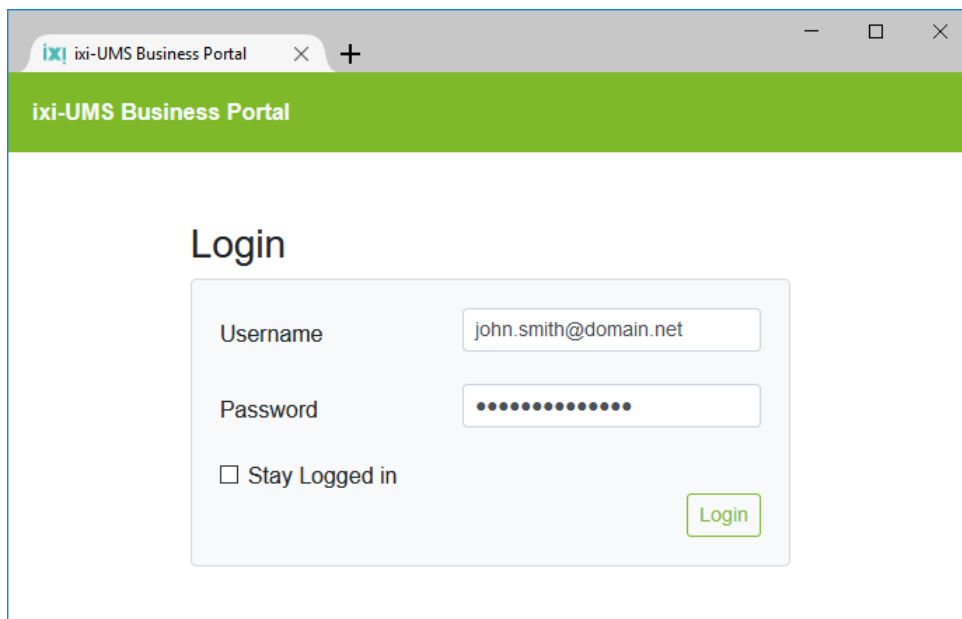 ixi ixi-UMS Business Portal
ixi-UMS Business Portal
Login
Username john.smith@domain.net
Password ••••••••••••••
Stay Logged in
Login